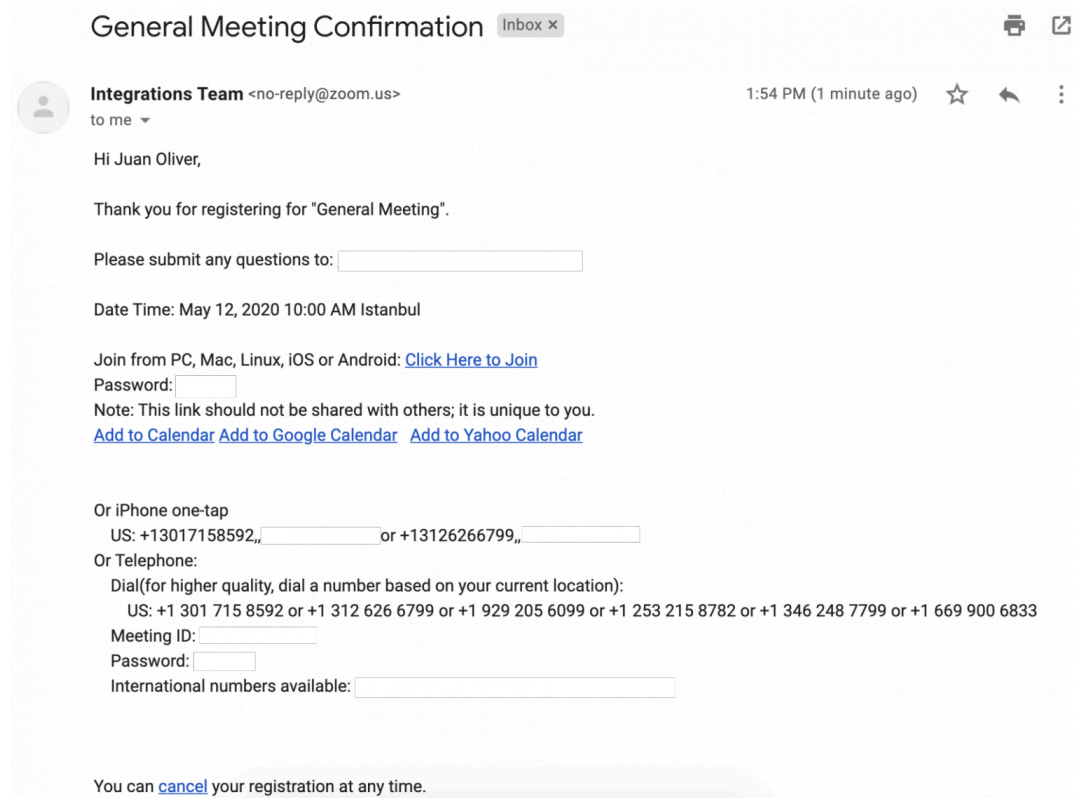 General Meeting Confirmation Inbox ×
Integrations Team <no-reply@zoom.us> 1:54 PM (1 minute ago)
to me
Hi Juan Oliver,
Thank you for registering for "General Meeting".
Please submit any questions to:
Date Time: May 12, 2020 10:00 AM Istanbul
Join from PC, Mac, Linux, iOS or Android: Click Here to Join
Password:
Note: This link should not be shared with others; it is unique to you.
Add to Calendar Add to Google Calendar Add to Yahoo Calendar
Or iPhone one-tap
US: +13017158592,, or +13126266799,,
Or Telephone:
Dial(for higher quality, dial a number based on your current location):
US: +1 301 715 8592 or +1 312 626 6799 or +1 929 205 6099 or +1 253 215 8782 or +1 346 248 7799 or +1 669 900 6833
Meeting ID:
Password:
International numbers available:
You can cancel your registration at any time.